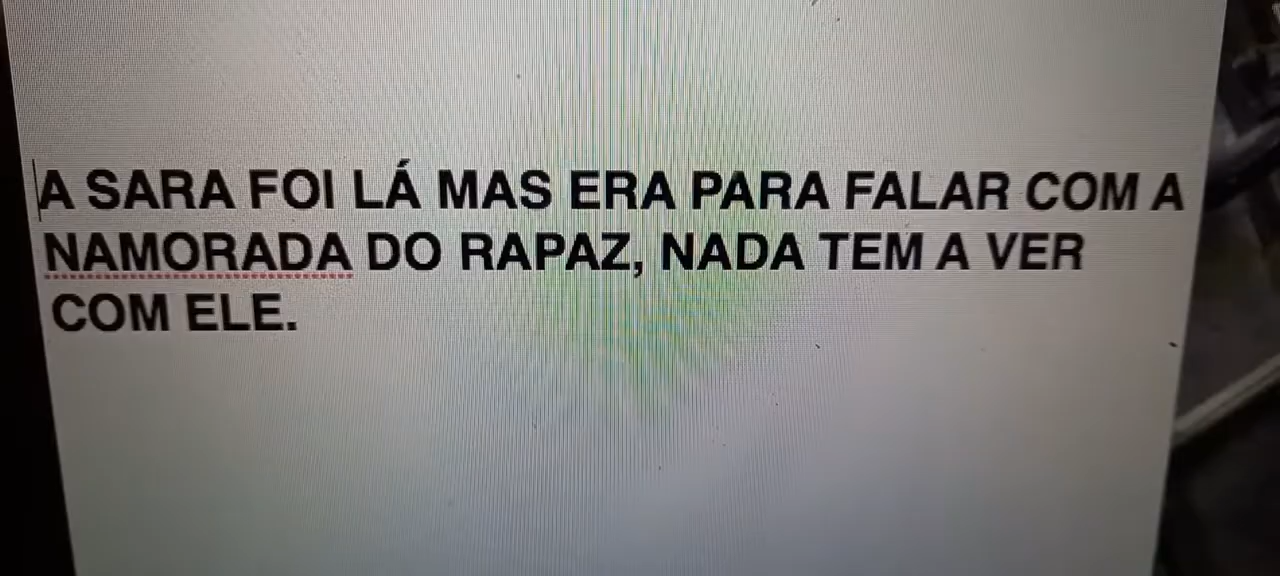 A SARA FOI LÁ MAS ERA PARA FALAR COM A
NAMORADA DO RAPAZ, NADA TEM A VER
COM ELE.